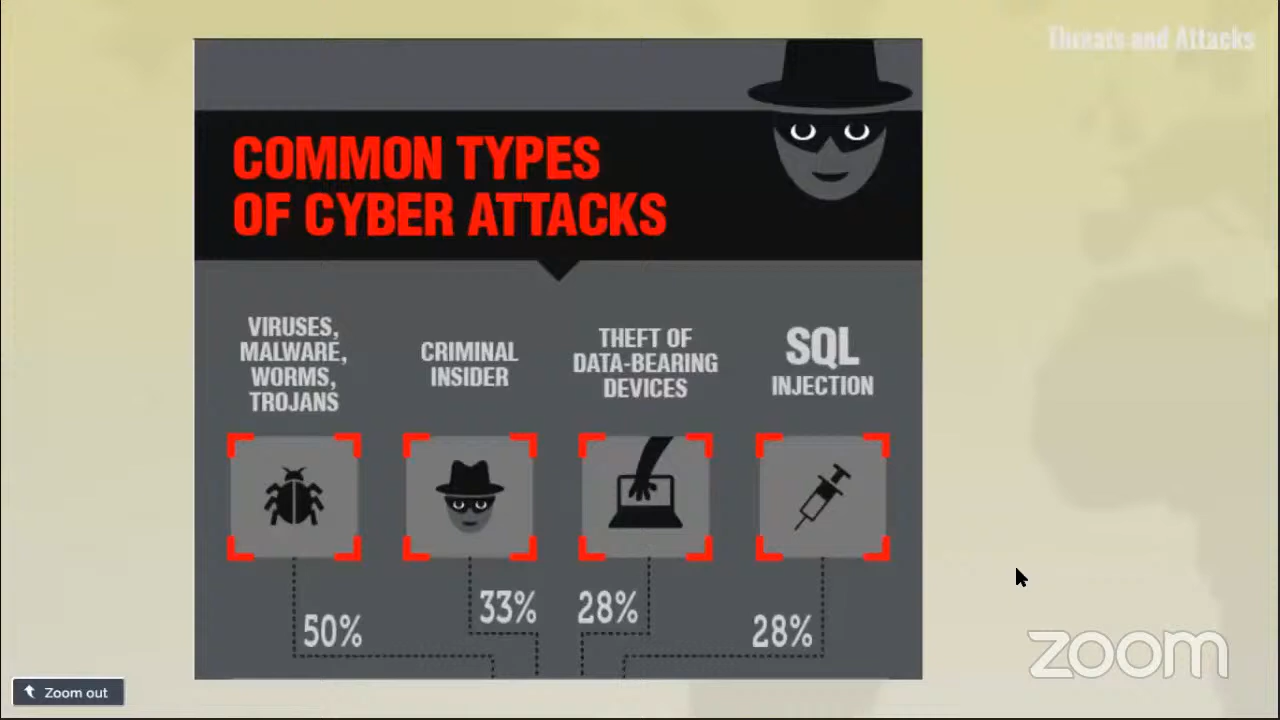 Threats and Attacks
COMMON TYPES
OF CYBER ATTACKS
VIRUSES,
MALWARE,
WORMS,
TROJANS
CRIMINAL
INSIDER
THEFT OF
DATA-BEARING
DEVICES
SQL
INJECTION
50%
33%
28%
28%
zoom
Zoom out